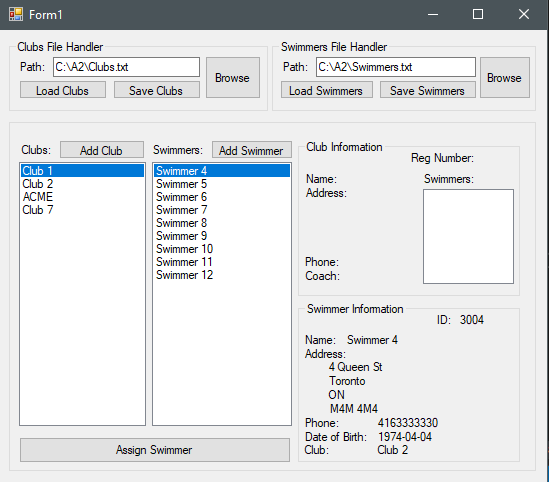 Form1
Clubs File Handler
Path: C:\A2\Clubs.txt
Browse
Load Clubs Save Clubs
Swimmers File Handler
Path: C:\A2\Swimmers.txt
Browse
Load Swimmers Save Swimmers
Clubs: Add Club
Club 1
Club 2
ACME
Club 7
Swimmers: Add Swimmer
Swimmer 4
Swimmer 5
Swimmer 6
Swimmer 7
Swimmer 8
Swimmer 9
Swimmer 10
Swimmer 11
Swimmer 12
Assign Swimmer
Club Information
Reg Number:
Name: Swimmers:
Address:
Phone:
Coach:
Swimmer Information
ID: 3004
Name: Swimmer 4
Address:
4 Queen St
Toronto
ON
M4M 4M4
Phone: 4163333330
Date of Birth: 1974-04-04
Club: Club 2